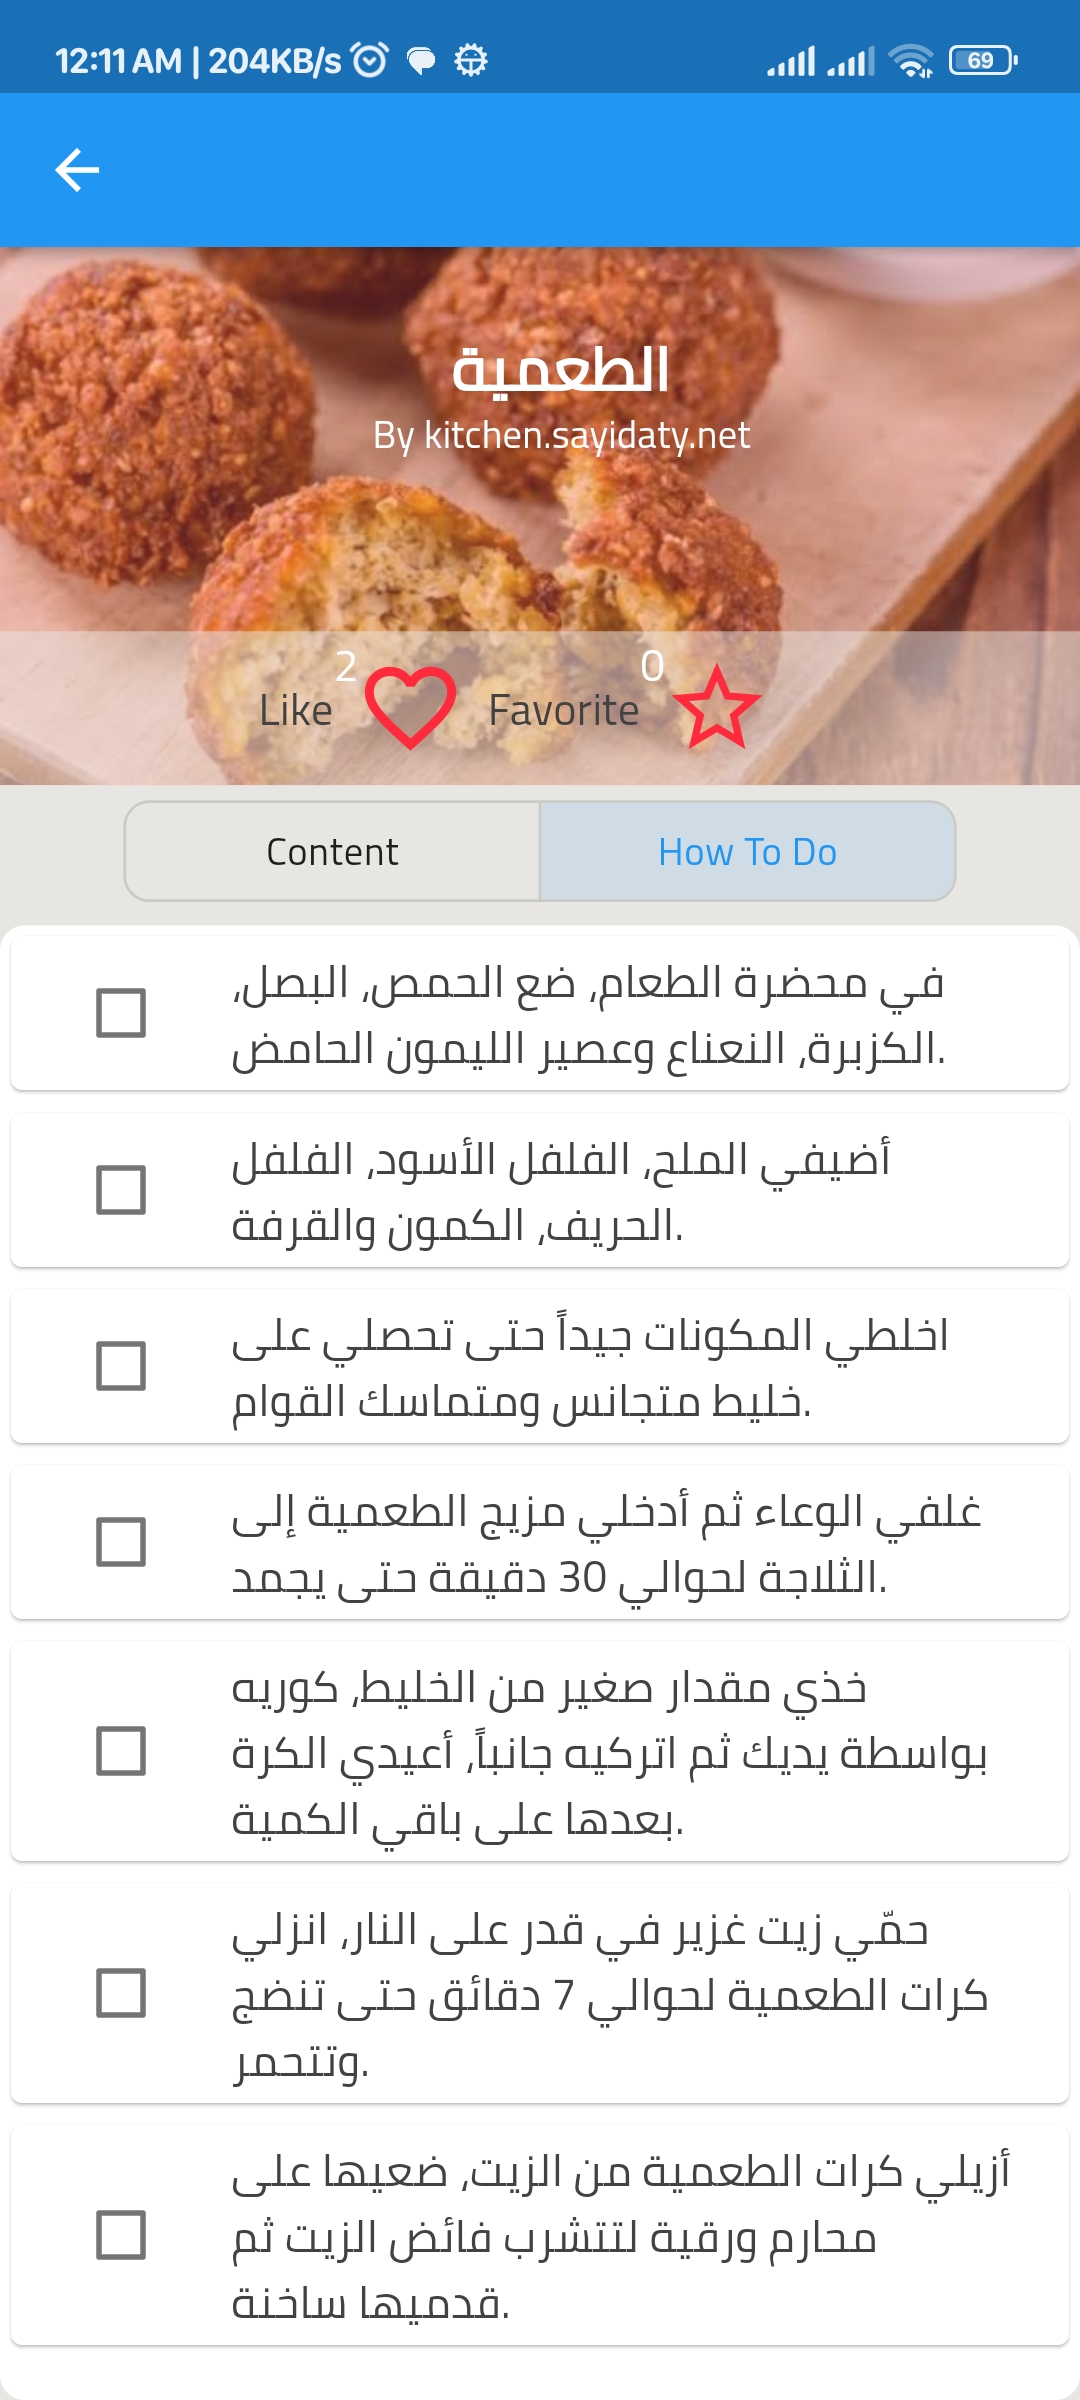 12:11 AM | 204KB/s
69
الطعمية
By kitchen.sayidaty.net
Like 2 Favorite 0
Content
How To Do
في محضرة الطعام، ضع الحمص، البصل،
الكزبرة، النعناع وعصير الليمون الحامض.
أضيفي الملح، الفلفل الأسود، الفلفل
الحريف، الكمون والقرفة.
اخلطي المكونات جيداً حتى تحصلي على
خليط متجانس ومتماسك القوام.
غلفي الوعاء ثم أدخلي مزيج الطعمية إلى
الثلاجة لحوالي 30 دقيقة حتى يجمد.
خذي مقدار صغير من الخليط، كوريه
بواسطة يديك ثم اتركيه جانباً، أعيدي الكرة
بعدها على باقي الكمية.
حمّي زيت غزير في قدر على النار، انزلي
كرات الطعمية لحوالي 7 دقائق حتى تنضج
وتتحمر.
أزيلي كرات الطعمية من الزيت، ضعيها على
محارم ورقية لتتشرب فائض الزيت ثم
قدميها ساخنة.